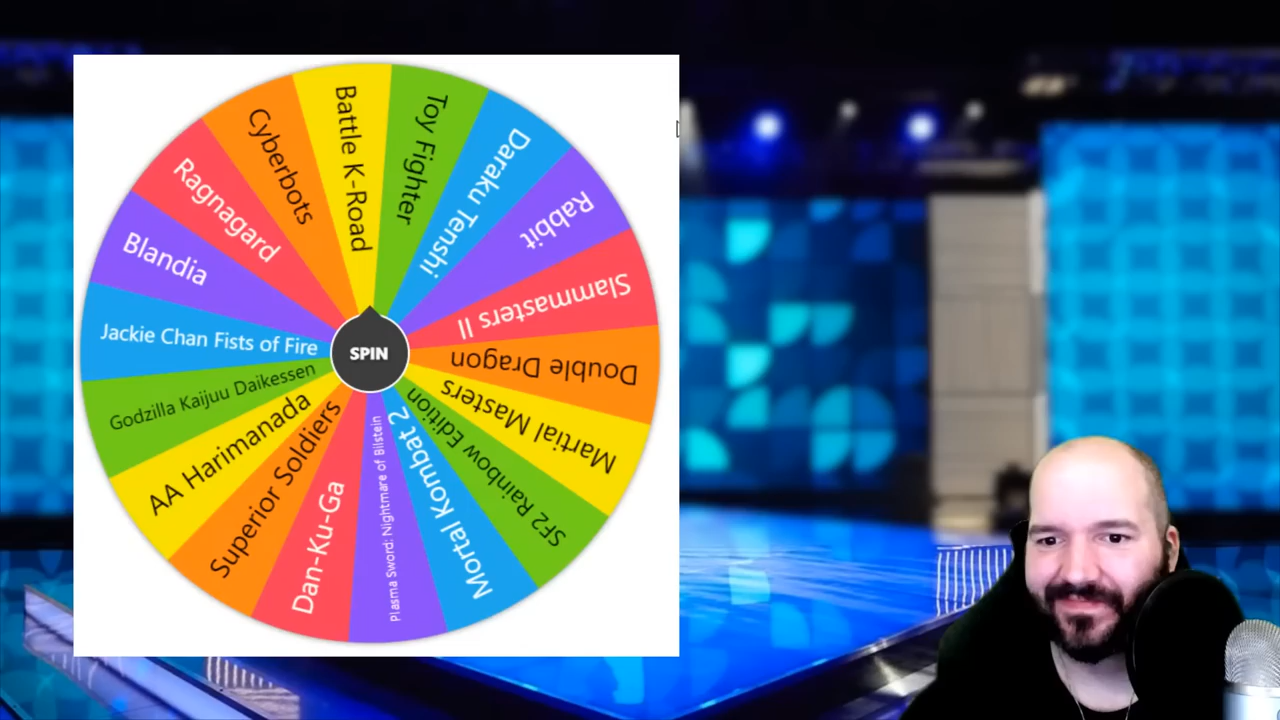 Battle K-Road
Toy Fighter
Daraku Tenshi
Rabbit
Slammasters II
Double Dragon
Martial Masters
SF2 Rainbow Edition
Mortal Kombat 2
Plasma Sword: Nightmare of Bilstein
Dan-Ku-Ga
Superior Soldiers
AA Harimanada
Godzilla Kaijuu Daikessen
Jackie Chan Fists of Fire
Blandia
Ragnagard
Cyberbots
SPIN